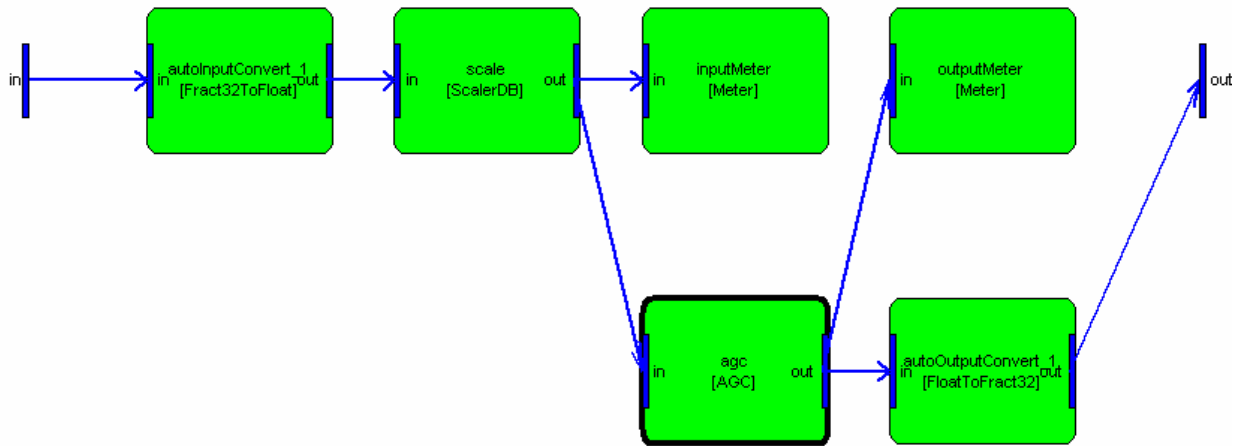 in
autoInputConvert_1
in
out
[Fract32ToFloat]
scale
in
out
[ScalerDB]
inputMeter
in
[Meter]
outputMeter
in
[Meter]
out
agc
in
out
[AGC]
autoOutputConvert_1
in
out
[FloatToFract32]